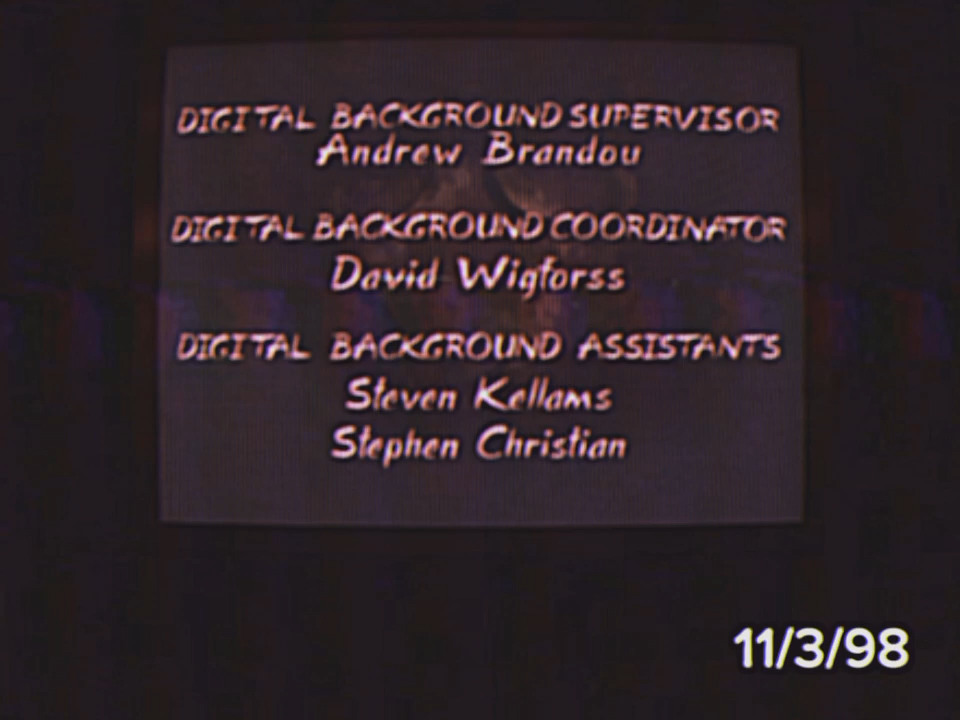 DIGITAL BACKGROUND SUPERVISOR
Andrew Brandou
DIGITAL BACKGROUND COORDINATOR
David Wigforss
DIGITAL BACKGROUND ASSISTANTS
Steven Kellams
Stephen Christian
11/3/98